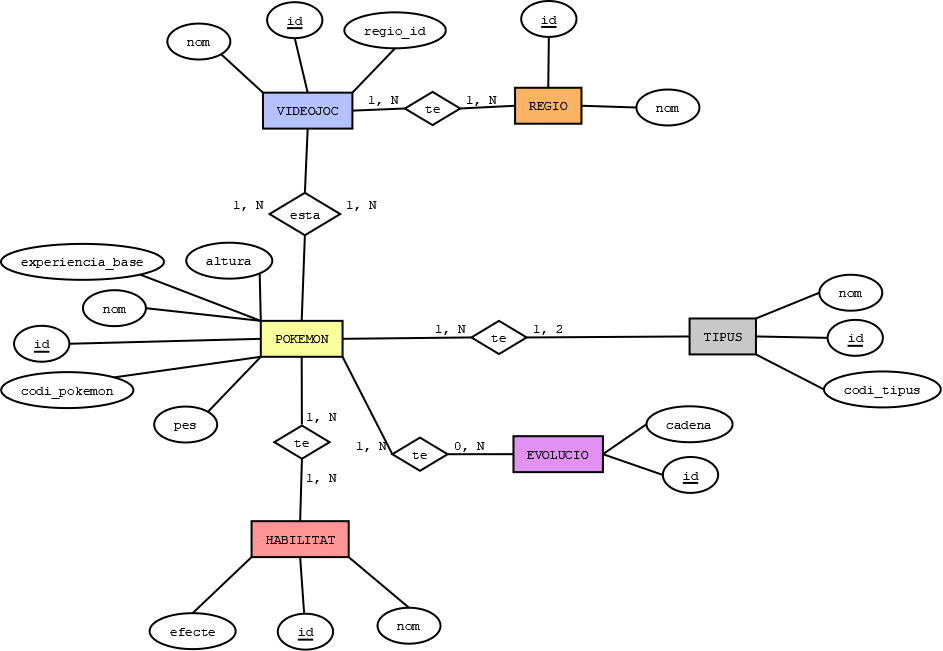 id
id
nom
regio_id
1, N
te
1, N
REGIO
nom
VIDEOJOC
1, N
esta
1, N
experiencia_base
altura
nom
nom
id
POKEMON
1, N
te
1, 2
TIPUS
id
codi_pokemon
codi_tipus
pes
1, N
te
1, N
1, N
te
0, N
EVOLUCIO
cadena
id
HABILITAT
efecte
id
nom